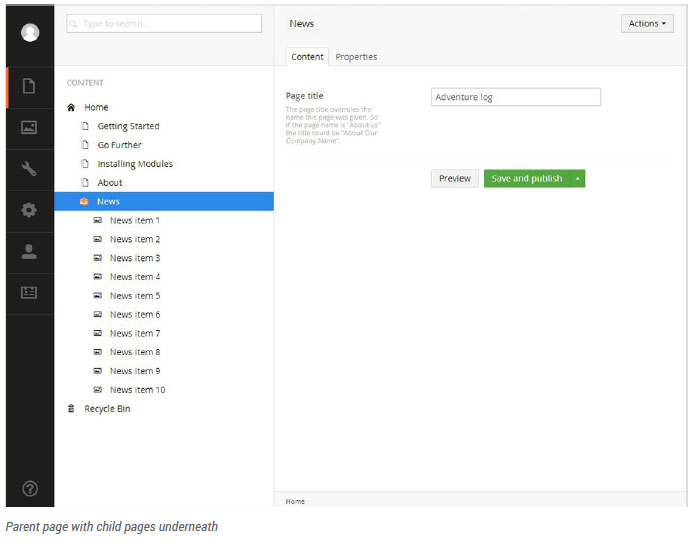 Type to search...
News
Actions
Content
Properties
CONTENT
Home
Getting Started
Go Further
Installing Modules
About
News
News item 1
News item 2
News item 3
News item 4
News item 5
News item 6
News item 7
News item 8
News item 9
News item 10
Recycle Bin
Page title
The page title overrules the
name this page was given. So
if the page name is "About us"
the title could be "About Our
Company Name".
Adventure log
Preview
Save and publish
Home
Parent page with child pages underneath